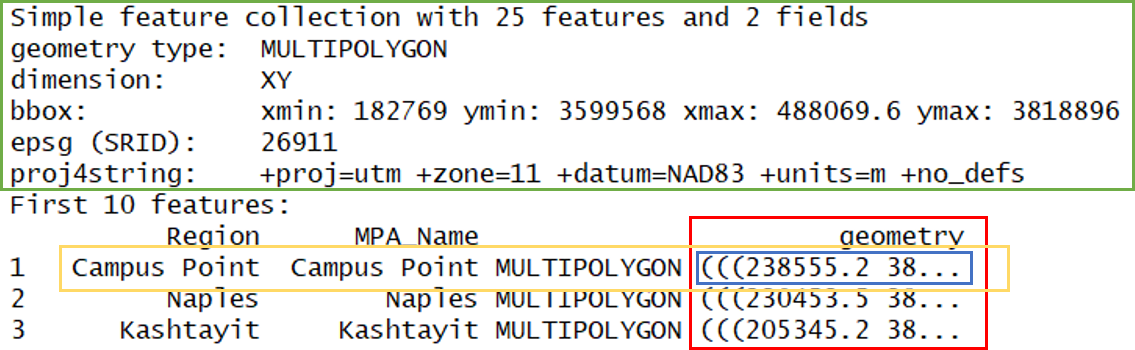 Simple feature collection with 25 features and 2 fields
geometry type:  MULTIPOLYGON
dimension:      XY
bbox:           xmin: 182769 ymin: 3599568 xmax: 488069.6 ymax: 3818896
epsg (SRID):    26911
proj4string:    +proj=utm +zone=11 +datum=NAD83 +units=m +no_defs
First 10 features:
Region MPA_Name geometry
1 Campus Point Campus Point MULTIPOLYGON (((238555.2 38...
2 Naples Naples MULTIPOLYGON (((230453.5 38...
3 Kashtayit Kashtayit MULTIPOLYGON (((205345.2 38...